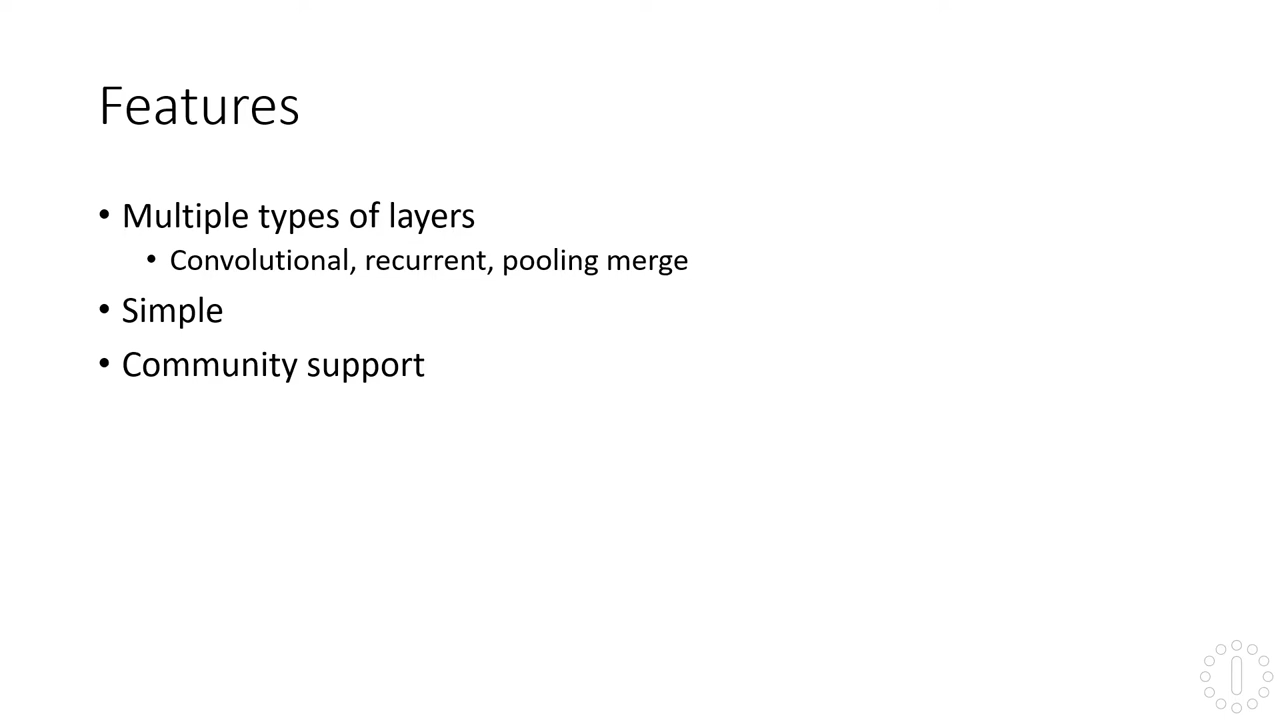 Features
• Multiple types of layers
• Convolutional, recurrent, pooling merge
• Simple
• Community support